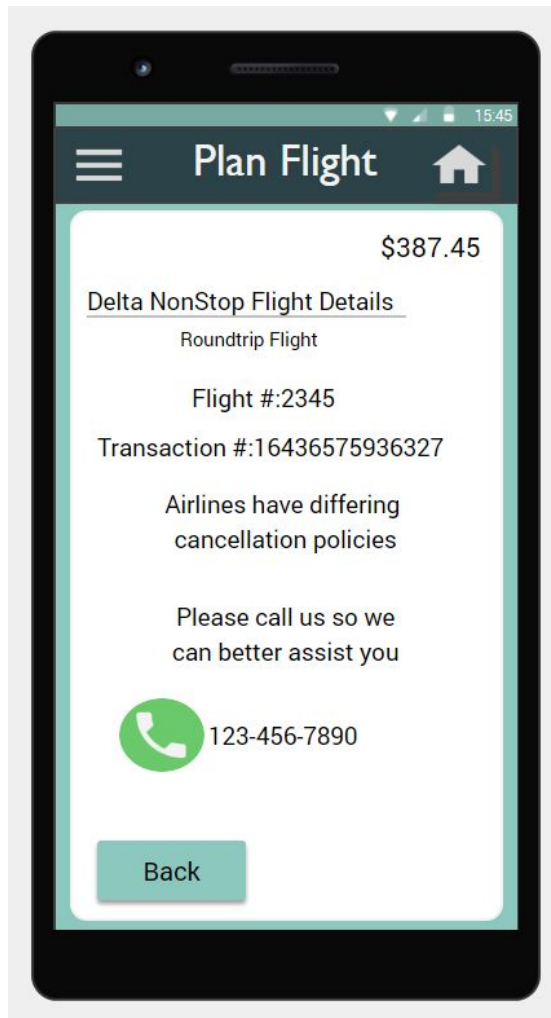 15:45
Plan Flight
$387.45
Delta NonStop Flight Details
Roundtrip Flight
Flight #:2345
Transaction #:16436575936327
Airlines have differing
cancellation policies
Please call us so we
can better assist you
123-456-7890
Back